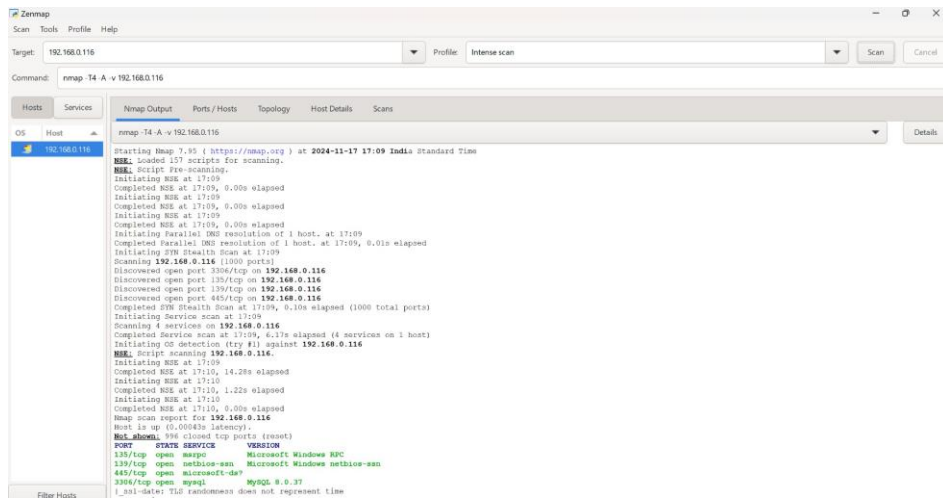 Zenmap
Scan Tools Profile Help
Target: 192.168.0.116 Profile: Intense scan Scan Cancel
Command: nmap -T4 -A -v 192.168.0.116
Hosts Services Nmap Output Ports / Hosts Topology Host Details Scans
OS Host nmap -T4 -A -v 192.168.0.116 Details
192.168.0.116
Starting Nmap 7.95 ( https://nmap.org ) at 2024-11-17 17:09 India Standard Time
NSE: Loaded 157 scripts for scanning.
NSE: Script Pre-scanning.
Initiating NSE at 17:09
Completed NSE at 17:09, 0.00s elapsed
Initiating NSE at 17:09
Completed NSE at 17:09, 0.00s elapsed
Initiating NSE at 17:09
Completed NSE at 17:09, 0.00s elapsed
Initiating Parallel DNS resolution of 1 host. at 17:09
Completed Parallel DNS resolution of 1 host. at 17:09, 0.01s elapsed
Initiating SYN Stealth Scan at 17:09
Scanning 192.168.0.116 [1000 ports]
Discovered open port 3306/tcp on 192.168.0.116
Discovered open port 135/tcp on 192.168.0.116
Discovered open port 139/tcp on 192.168.0.116
Discovered open port 445/tcp on 192.168.0.116
Completed SYN Stealth Scan at 17:09, 0.10s elapsed (1000 total ports)
Initiating Service scan at 17:09
Scanning 4 services on 192.168.0.116
Completed Service scan at 17:09, 6.17s elapsed (4 services on 1 host)
Initiating OS detection (try #1) against 192.168.0.116
NSE: Script scanning 192.168.0.116.
Initiating NSE at 17:09
Completed NSE at 17:10, 14.28s elapsed
Initiating NSE at 17:10
Completed NSE at 17:10, 1.22s elapsed
Initiating NSE at 17:10
Completed NSE at 17:10, 0.00s elapsed
Nmap scan report for 192.168.0.116
Host is up (0.00043s latency).
Not shown: 996 closed tcp ports (reset)
PORT STATE SERVICE VERSION
135/tcp open msrpc Microsoft Windows RPC
139/tcp open netbios-ssn Microsoft Windows netbios-ssn
445/tcp open microsoft-ds?
3306/tcp open mysql MySQL 8.0.37
|_ssl-date: TLS randomness does not represent time
Filter Hosts